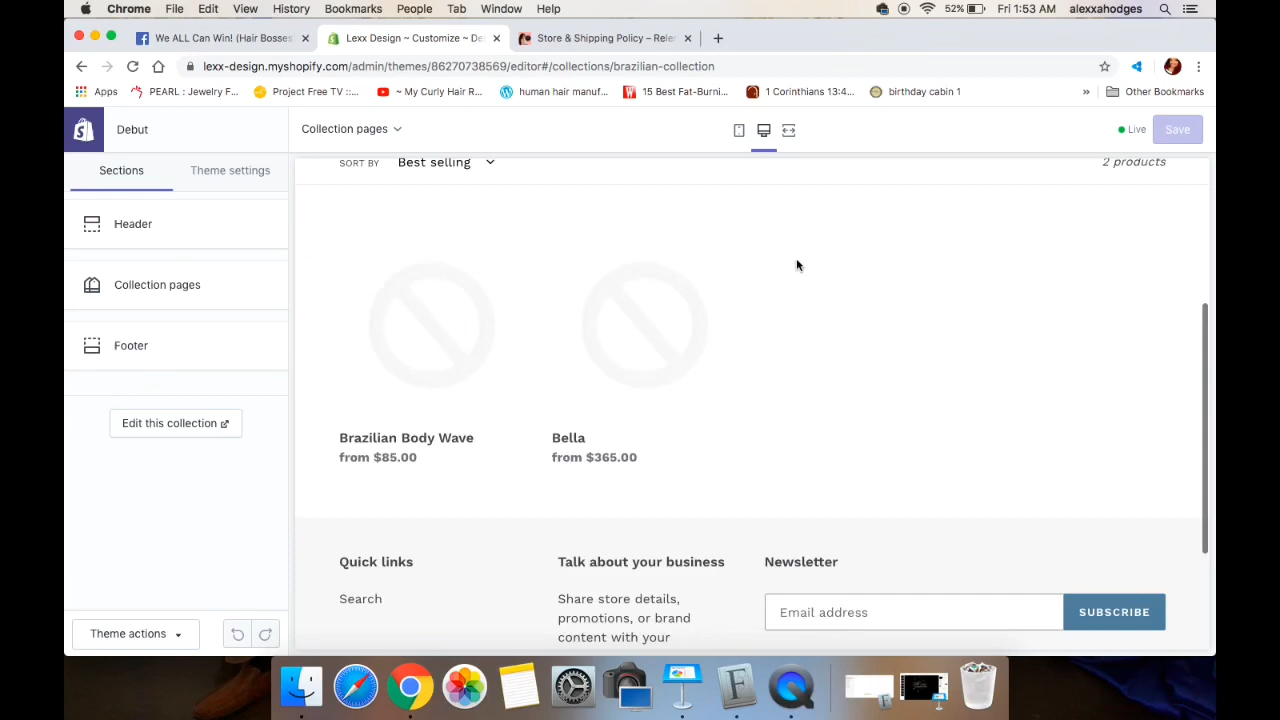 Chrome File Edit View History Bookmarks People Tab Window Help 52% Fri 1:53 AM alexxahodges
We ALL Can Win! (Hair Bosses Lexx Design ~ Customize ~ De Store & Shipping Policy – Reler
lexx-design.myshopify.com/admin/themes/86270738569/editor#/collections/brazilian-collection
Apps PEARL : Jewelry F... Project Free TV ::... ~ My Curly Hair R... human hair manuf... 15 Best Fat-Burni... 1 Corinthians 13:4... birthday cabin 1 » Other Bookmarks
Debut Collection pages Live Save
Sections Theme settings
SORT BY Best selling 2 products
Header
Collection pages
Footer
Edit this collection
Brazilian Body Wave Bella
from $85.00 from $365.00
Quick links Talk about your business Newsletter
Search Share store details,
promotions, or brand
content with your
Email address SUBSCRIBE
Theme actions